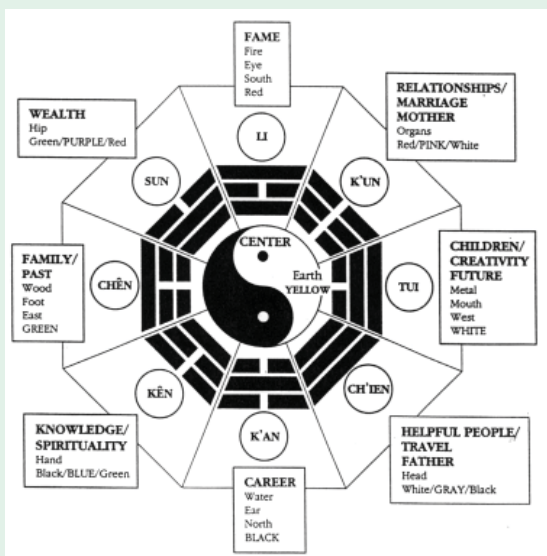 FAME
Fire
Eye
South
Red
RELATIONSHIPS/
MARRIAGE
MOTHER
Organs
Red/PINK/White
WEALTH
Hip
Green/PURPLE/Red
LI
SUN
K'UN
CENTER
Earth
YELLOW
FAMILY/
PAST
Wood
Foot
East
GREEN
CHÊN
TUI
CHILDREN/
CREATIVITY
FUTURE
Metal
Mouth
West
WHITE
KÊN
CH'IEN
K'AN
KNOWLEDGE/
SPIRITUALITY
Hand
Black/BLUE/Green
HELPFUL PEOPLE/
TRAVEL
FATHER
Head
White/GRAY/Black
CAREER
Water
Ear
North
BLACK